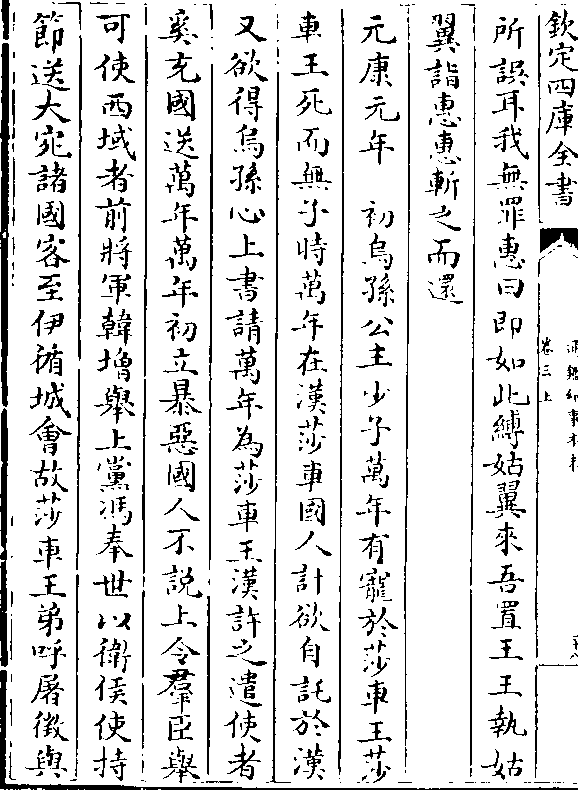 欽定四庫全書
卷三上
所誤耳我無罪惠曰即如此縛姑翼來吾置王王執姑
翼詣惠惠斬之而還
元康元年　初烏孫公主少子萬年有寵於莎車王莎
車王死而無子時萬年在漢莎車國人計欲自託於漢
又欲得烏孫心上書請萬年為莎車王漢許之遣使者
奚充國送萬年萬年初立暴惡國人不說上令羣臣舉
可使西域者前將軍韓增舉上黨馮奉世以衛侯使持
節送大宛諸國客至伊循城會故莎車王弟呼屠徵與